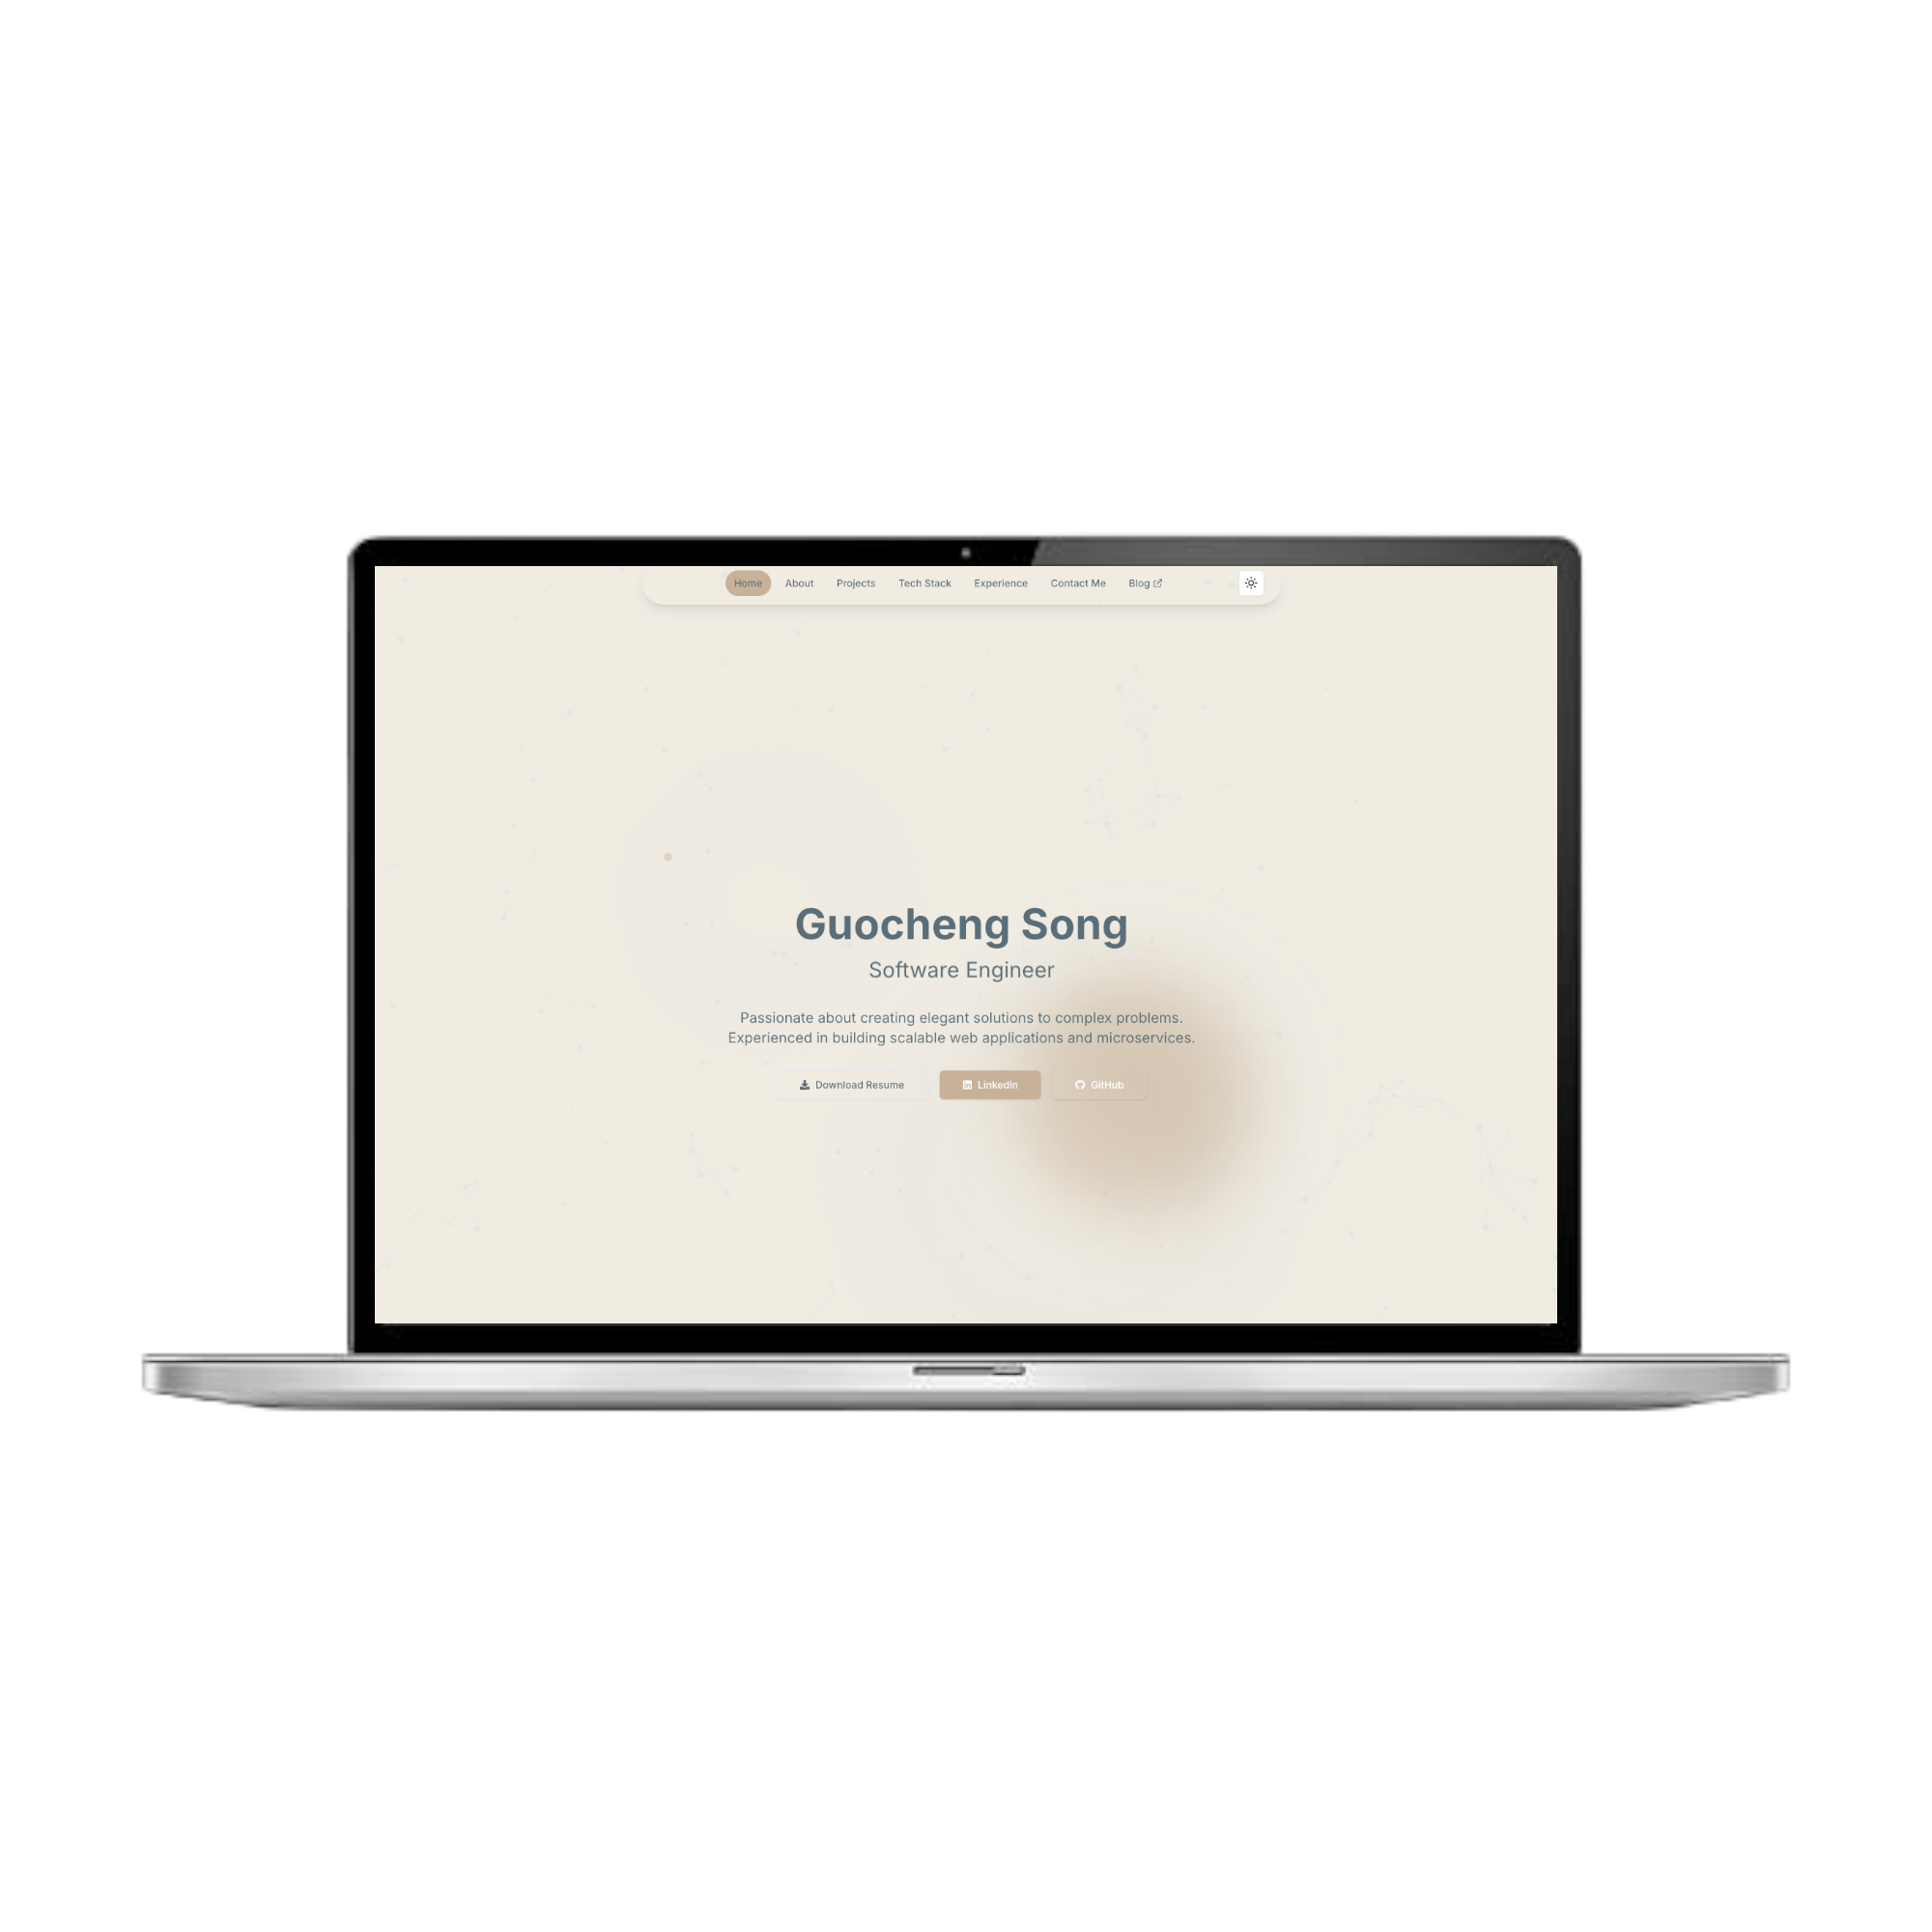 Home About Projects Tech Stack Experience Contact Me Blog
Guocheng Song
Software Engineer
Passionate about creating elegant solutions to complex problems.
Experienced in building scalable web applications and microservices.
Download Resume LinkedIn GitHub